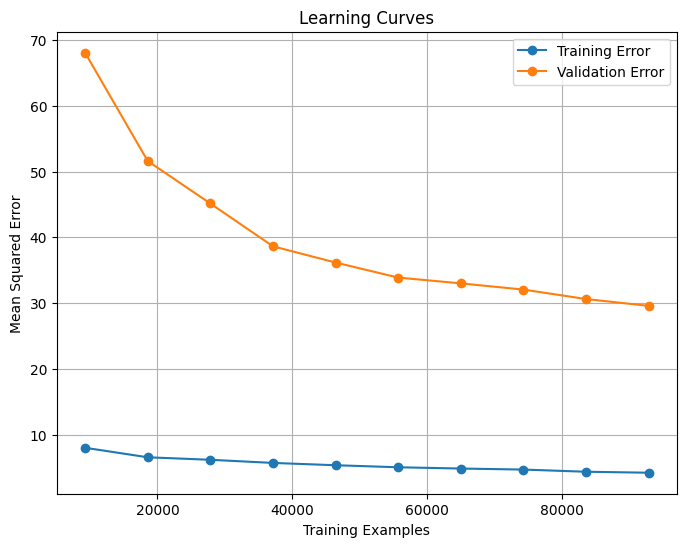 Learning Curves
Training Error
Validation Error
70
60
50
40
30
20
10
Mean Squared Error
20000
40000
60000
80000
Training Examples